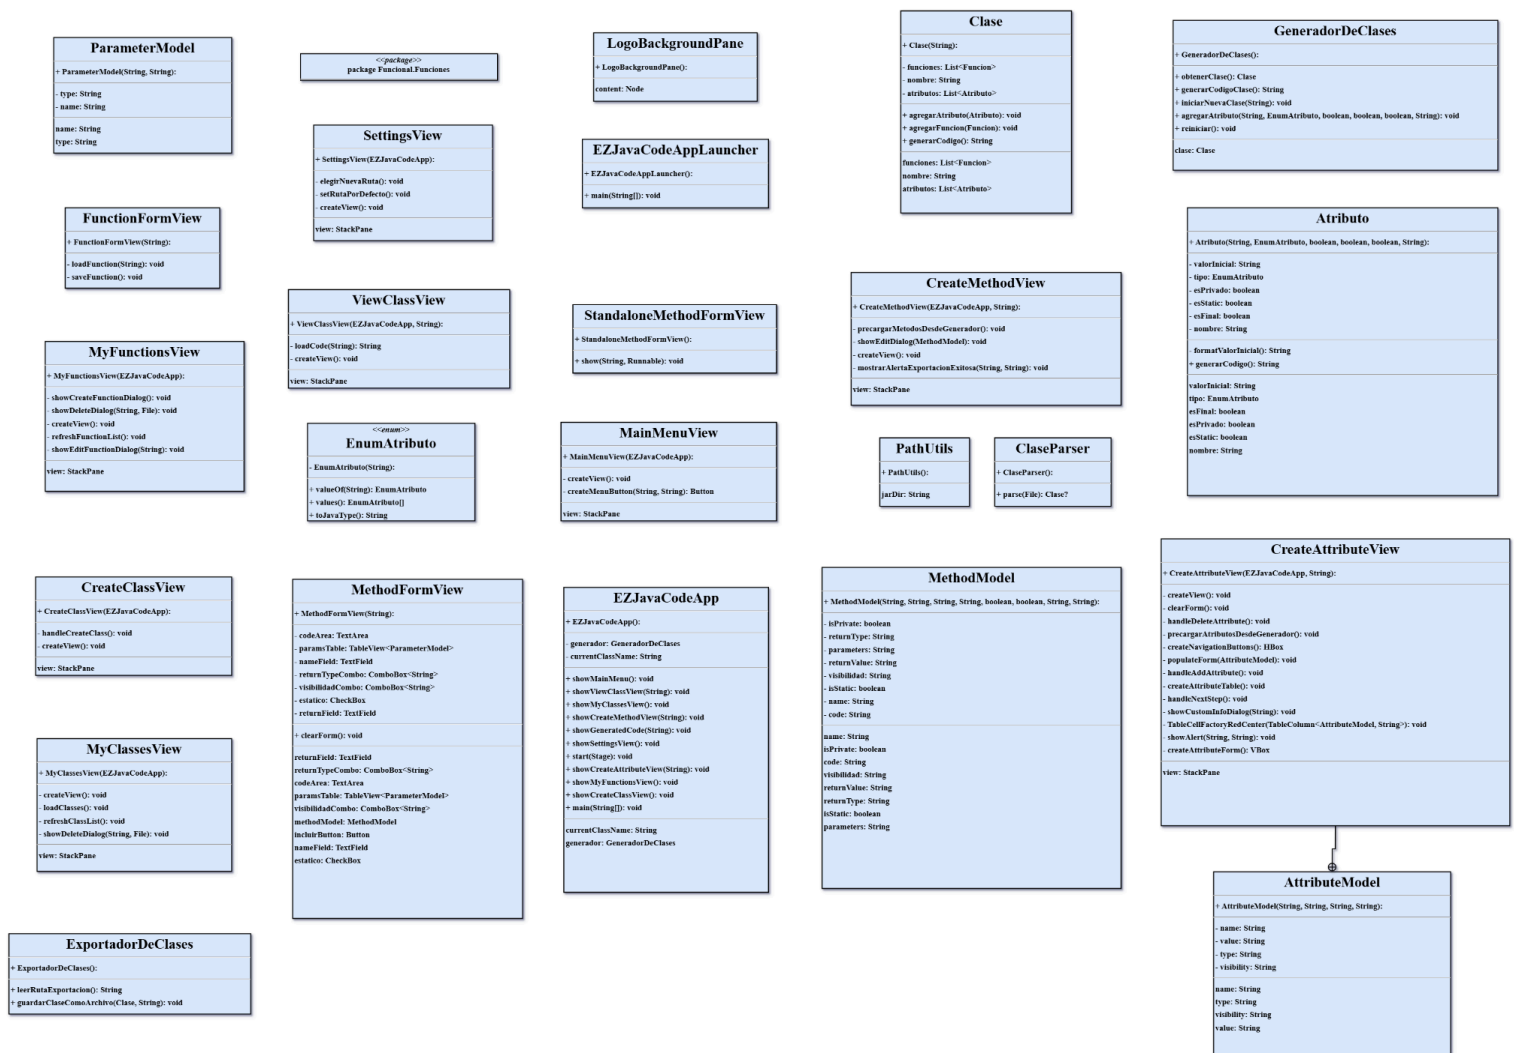 ParameterModel
+ ParameterModel(String, String):
- type: String
- name: String
name: String
type: String
FunctionFormView
+ FunctionFormView(String):
- loadFunction(String): void
- saveFunction(): void
MyFunctionsView
+ MyFunctionsView(EZJavaCodeApp):
- showCreateFunctionDialog(): void
- showDeleteDialog(String, File): void
- createView(): void
- refreshFunctionList(): void
- showEditFunctionDialog(String): void
view: StackPane
CreateClassView
+ CreateClassView(EZJavaCodeApp):
- handleCreateClass(): void
- createView(): void
view: StackPane
MyClassesView
+ MyClassesView(EZJavaCodeApp):
- createView(): void
- loadClasses(): void
- refreshClassList(): void
- showDeleteDialog(String, File): void
view: StackPane
ExportadorDeClases
+ ExportadorDeClases():
+ leerRutaExportacion(): String
+ guardarClaseComoArchivo(Clase, String): void
<<package>>
package Funcional.Funciones
SettingsView
+ SettingsView(EZJavaCodeApp):
- elegirNuevaRuta(): void
- setRutaPorDefecto(): void
- createView(): void
view: StackPane
ViewClassView
+ ViewClassView(EZJavaCodeApp, String):
- loadCode(String): String
- createView(): void
view: StackPane
<<enum>>
EnumAtributo
- EnumAtributo(String):
+ valueOf(String): EnumAtributo
+ values(): EnumAtributo[]
+ toJavaType(): String
MethodFormView
+ MethodFormView(String):
- codeArea: TextArea
- paramsTable: TableView<ParameterModel>
- nameField: TextField
- returnTypeCombo: ComboBox<String>
- visibilidadCombo: ComboBox<String>
- estatico: CheckBox
- returnField: TextField
+ clearForm(): void
returnField: TextField
returnTypeCombo: ComboBox<String>
codeArea: TextArea
paramsTable: TableView<ParameterModel>
visibilidadCombo: ComboBox<String>
methodModel: MethodModel
incluirButton: Button
nameField: TextField
estatico: CheckBox
LogoBackgroundPane
+ LogoBackgroundPane():
content: Node
EZJavaCodeAppLauncher
+ EZJavaCodeAppLauncher():
+ main(String[]): void
StandaloneMethodFormView
+ StandaloneMethodFormView():
+ show(String, Runnable): void
MainMenuView
+ MainMenuView(EZJavaCodeApp):
- createView(): void
- createMenuButton(String, String): Button
view: StackPane
EZJavaCodeApp
+ EZJavaCodeApp():
- generador: GeneradorDeClases
- currentClassName: String
+ showMainMenu(): void
+ showViewClassView(String): void
+ showMyClassesView(): void
+ showCreateMethodView(String): void
+ showGeneratedCode(String): void
+ showSettingsView(): void
+ start(Stage): void
+ showCreateAttributeView(String): void
+ showMyFunctionsView(): void
+ showCreateClassView(): void
+ main(String[]): void
currentClassName: String
generador: GeneradorDeClases
Clase
+ Clase(String):
- funciones: List<Funcion>
- nombre: String
- atributos: List<Atributo>
+ agregarAtributo(Atributo): void
+ agregarFuncion(Funcion): void
+ generarCodigo(): String
funciones: List<Funcion>
nombre: String
atributos: List<Atributo>
CreateMethodView
+ CreateMethodView(EZJavaCodeApp, String):
- precargarMetodosDesdeGenerador(): void
- showEditDialog(MethodModel): void
- createView(): void
- mostrarAlertaExportacionExitosa(String, String): void
view: StackPane
PathUtils
+ PathUtils():
jarDir: String
ClaseParser
+ ClaseParser():
+ parse(File): Clase?
MethodModel
+ MethodModel(String, String, String, String, boolean, boolean, String, String):
- isPrivate: boolean
- returnType: String
- parameters: String
- returnValue: String
- visibilidad: String
- isStatic: boolean
- name: String
- code: String
name: String
isPrivate: boolean
code: String
visibilidad: String
returnValue: String
returnType: String
isStatic: boolean
parameters: String
GeneradorDeClases
+ GeneradorDeClases():
+ obtenerClase(): Clase
+ generarCodigoClase(): String
+ iniciarNuevaClase(String): void
+ agregarAtributo(String, EnumAtributo, boolean, boolean, boolean, String): void
+ reiniciar(): void
clase: Clase
Atributo
+ Atributo(String, EnumAtributo, boolean, boolean, boolean, String):
- valorInicial: String
- tipo: EnumAtributo
- esPrivado: boolean
- esStatic: boolean
- esFinal: boolean
- nombre: String
- formatValorInicial(): String
+ generarCodigo(): String
valorInicial: String
tipo: EnumAtributo
esFinal: boolean
esPrivado: boolean
esStatic: boolean
nombre: String
CreateAttributeView
+ CreateAttributeView(EZJavaCodeApp, String):
- createView(): void
- clearForm(): void
- handleDeleteAttribute(): void
- precargarAtributosDesdeGenerador(): void
- createNavigationButtons(): HBox
- populateForm(AttributeModel): void
- handleAddAttribute(): void
- createAttributeTable(): void
- handleNextStep(): void
- showCustomInfoDialog(String): void
- TableCellFactoryRedCenter(TableColumn<AttributeModel, String>): void
- showAlert(String, String): void
- createAttributeForm(): VBox
view: StackPane
AttributeModel
+ AttributeModel(String, String, String, String):
- name: String
- value: String
- type: String
- visibility: String
name: String
type: String
visibility: String
value: String